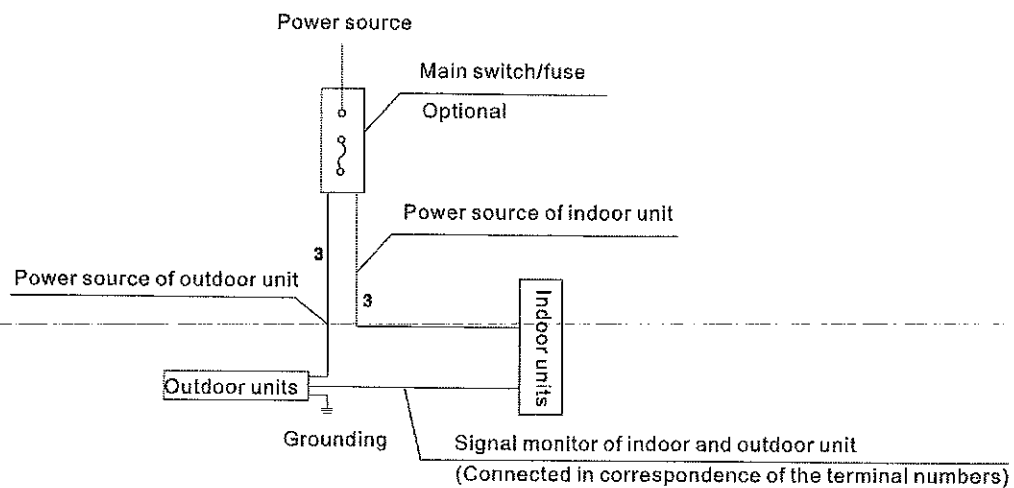 Power source
Main switch/fuse
Optional
Power source of indoor unit
3
Power source of outdoor unit
3
Indoor units
Outdoor units
Grounding
Signal monitor of indoor and outdoor unit
(Connected in correspondence of the terminal numbers)